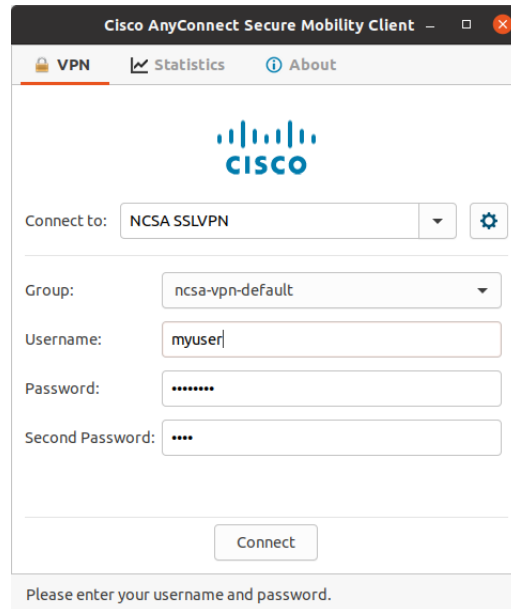 Cisco AnyConnect Secure Mobility Client
VPN Statistics About
CISCO
Connect to: NCSA SSLVPN
Group: ncsa-vpn-default
Username: myuser
Password: ••••••••
Second Password: ••••
Connect
Please enter your username and password.